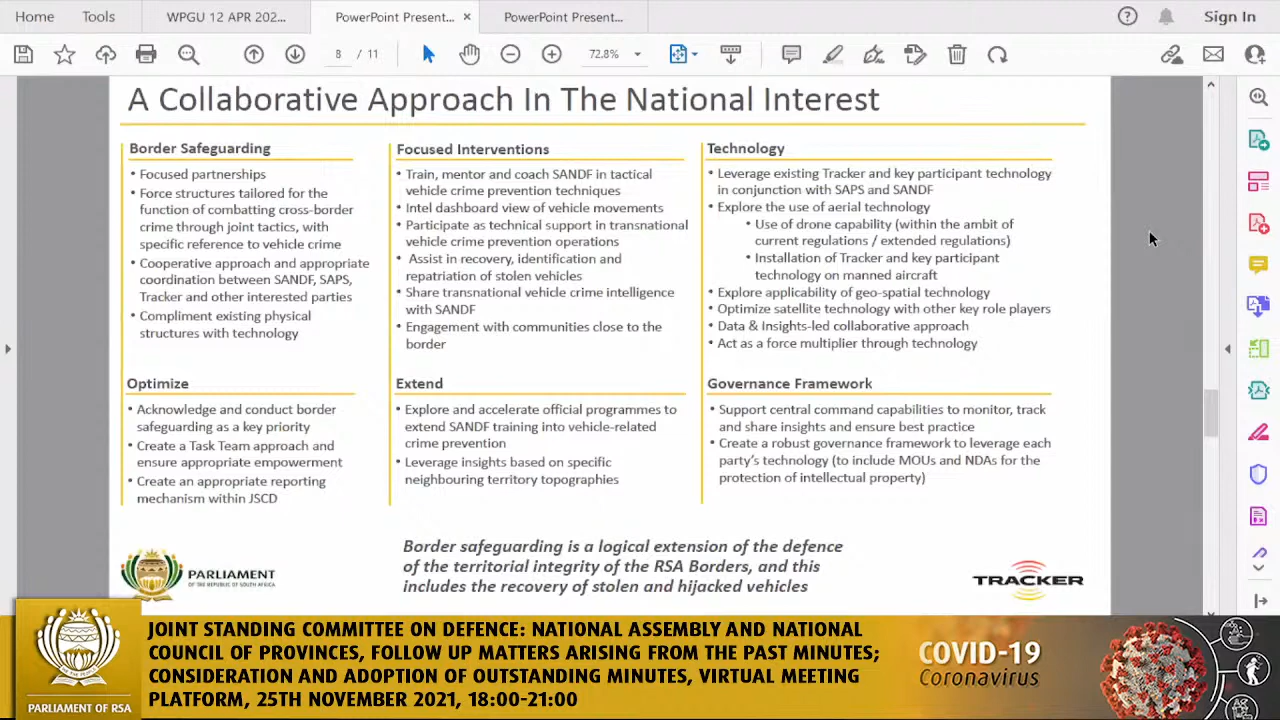 Home
Tools
WPGU 12 APR 202...
PowerPoint Present...
×
PowerPoint Present...
Sign In
8 / 11
72.8%
A Collaborative Approach In The National Interest
Border Safeguarding
• Focused partnerships
• Force structures tailored for the
function of combatting cross-border
crime through joint tactics, with
specific reference to vehicle crime
• Cooperative approach and appropriate
coordination between SANDF, SAPS,
Tracker and other interested parties
• Compliment existing physical
structures with technology
Focused Interventions
• Train, mentor and coach SANDF in tactical
vehicle crime prevention techniques
• Intel dashboard view of vehicle movements
• Participate as technical support in transnational
vehicle crime prevention operations
• Assist in recovery, identification and
repatriation of stolen vehicles
• Share transnational vehicle crime intelligence
with SANDF
• Engagement with communities close to the
border
Technology
• Leverage existing Tracker and key participant technology
in conjunction with SAPS and SANDF
• Explore the use of aerial technology
• Use of drone capability (within the ambit of
current regulations / extended regulations)
• Installation of Tracker and key participant
technology on manned aircraft
• Explore applicability of geo-spatial technology
• Optimize satellite technology with other key role players
• Data & Insights-led collaborative approach
• Act as a force multiplier through technology
Optimize
• Acknowledge and conduct border
safeguarding as a key priority
• Create a Task Team approach and
ensure appropriate empowerment
• Create an appropriate reporting
mechanism within JSCD
Extend
• Explore and accelerate official programmes to
extend SANDF training into vehicle-related
crime prevention
• Leverage insights based on specific
neighbouring territory topographies
Governance Framework
• Support central command capabilities to monitor, track
and share insights and ensure best practice
• Create a robust governance framework to leverage each
party's technology (to include MOUs and NDAs for the
protection of intellectual property)
PARLIAMENT
OF THE REPUBLIC OF SOUTH AFRICA
Border safeguarding is a logical extension of the defence
of the territorial integrity of the RSA Borders, and this
includes the recovery of stolen and hijacked vehicles
TRACKER
PARLIAMENT OF RSA
JOINT STANDING COMMITTEE ON DEFENCE: NATIONAL ASSEMBLY AND NATIONAL
COUNCIL OF PROVINCES, FOLLOW UP MATTERS ARISING FROM THE PAST MINUTES;
CONSIDERATION AND ADOPTION OF OUTSTANDING MINUTES, VIRTUAL MEETING
PLATFORM, 25TH NOVEMBER 2021, 18:00-21:00
COVID-19
Coronavirus